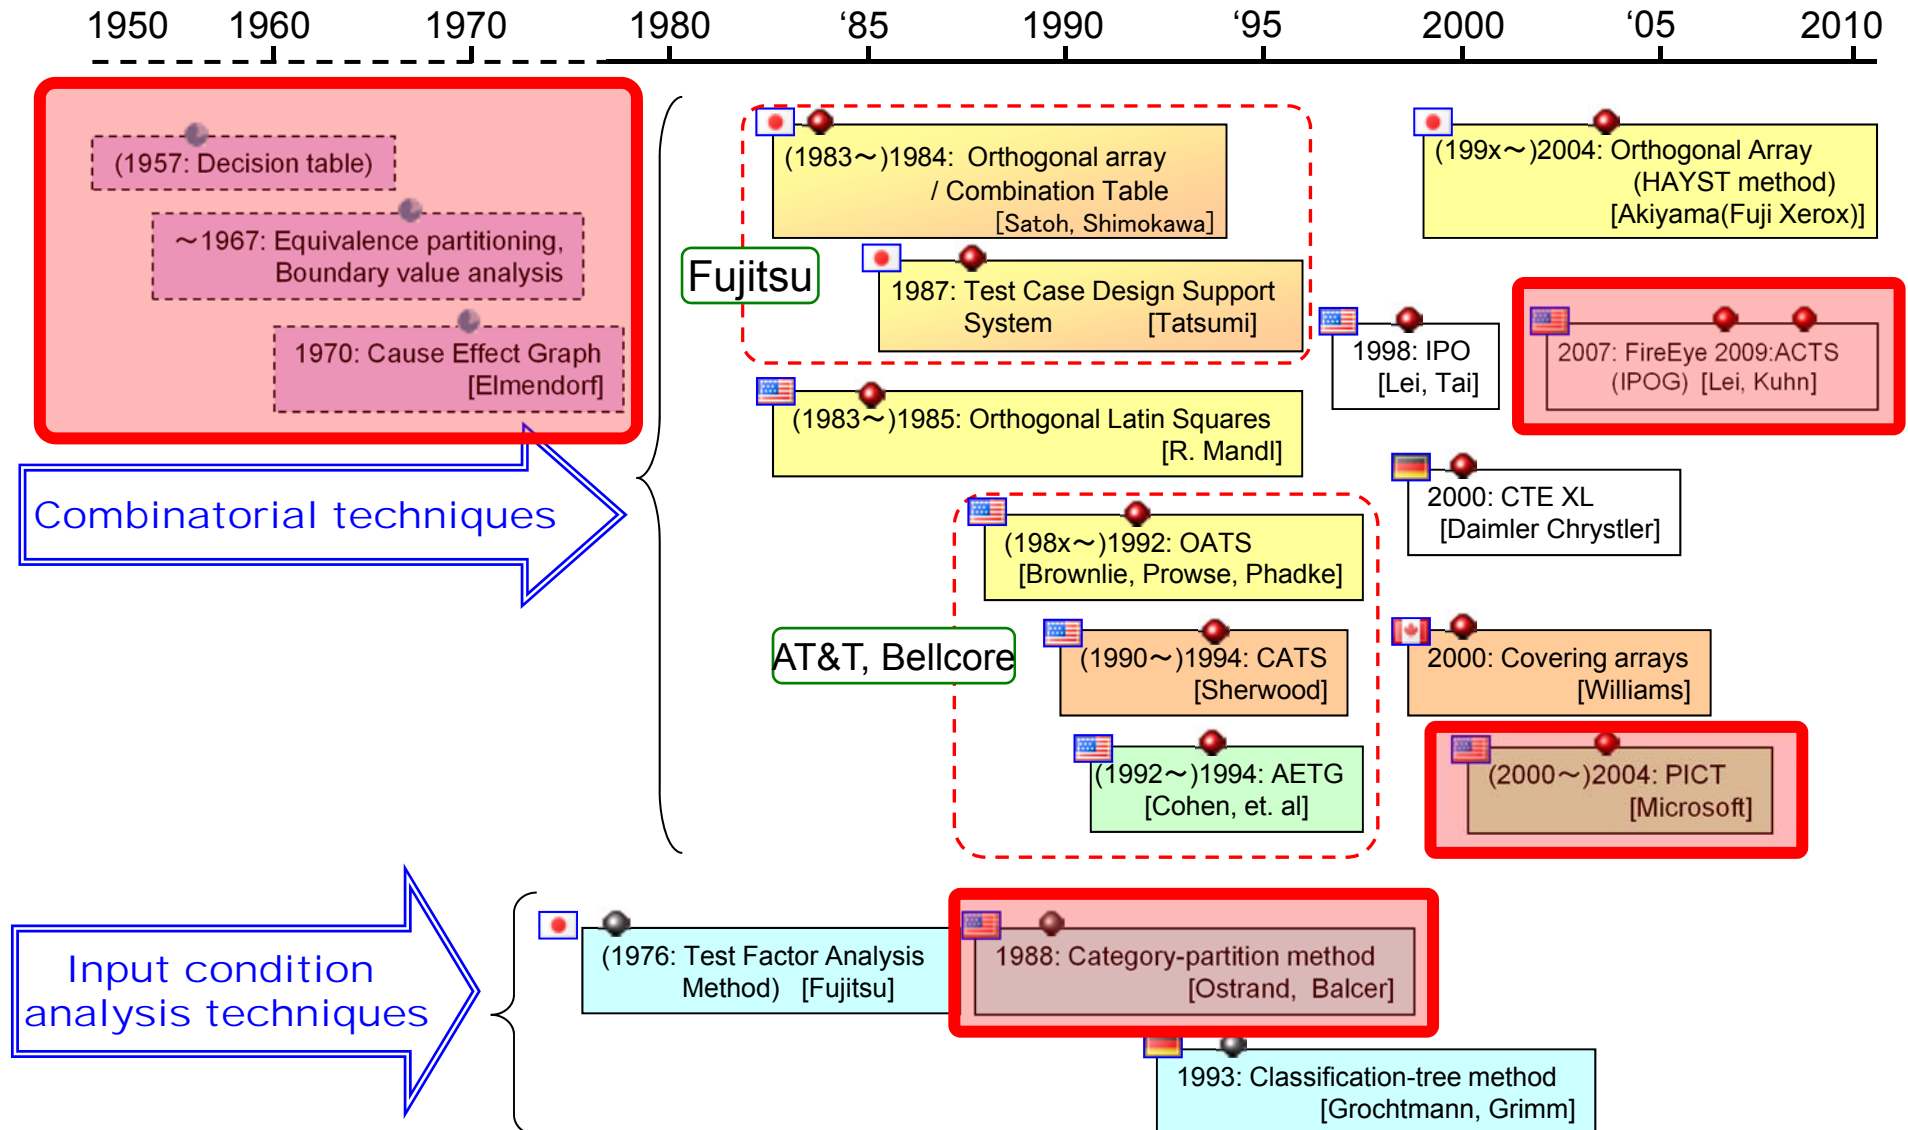 1950 1960 1970 1980 ‘85 1990 ‘95 2000 ‘05 2010
(1957: Decision table)
～1967: Equivalence partitioning,
Boundary value analysis
1970: Cause Effect Graph
[Elmendorf]
Combinatorial techniques
Fujitsu
(1983～)1984: Orthogonal array
/ Combination Table
[Satoh, Shimokawa]
1987: Test Case Design Support
System [Tatsumi]
(1983～)1985: Orthogonal Latin Squares
[R. Mandl]
AT&T, Bellcore
(198x～)1992: OATS
[Brownlie, Prowse, Phadke]
(1990～)1994: CATS
[Sherwood]
(1992～)1994: AETG
[Cohen, et. al]
(199x～)2004: Orthogonal Array
(HAYST method)
[Akiyama(Fuji Xerox)]
1998: IPO
[Lei, Tai]
2007: FireEye 2009:ACTS
(IPOG) [Lei, Kuhn]
2000: CTE XL
[Daimler Chrystler]
2000: Covering arrays
[Williams]
(2000～)2004: PICT
[Microsoft]
Input condition
analysis techniques
(1976: Test Factor Analysis
Method) [Fujitsu]
1988: Category-partition method
[Ostrand, Balcer]
1993: Classification-tree method
[Grochtmann, Grimm]